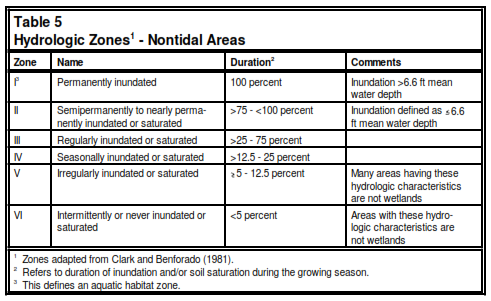 Table 5
Hydrologic Zones¹ - Nontidal Areas
Zone Name Duration² Comments
I³ Permanently inundated 100 percent Inundation >6.6 ft mean
water depth
II Semipermanently to nearly perma- >75 - <100 percent Inundation defined as ≤6.6
nently inundated or saturated ft mean water depth
III Regularly inundated or saturated >25 - 75 percent
IV Seasonally inundated or saturated >12.5 - 25 percent
V Irregularly inundated or saturated ≥5 - 12.5 percent Many areas having these
hydrologic characteristics
are not wetlands
VI Intermittently or never inundated or <5 percent Areas with these hydro-
saturated logic characteristics are
not wetlands
¹ Zones adapted from Clark and Benforado (1981).
² Refers to duration of inundation and/or soil saturation during the growing season.
³ This defines an aquatic habitat zone.